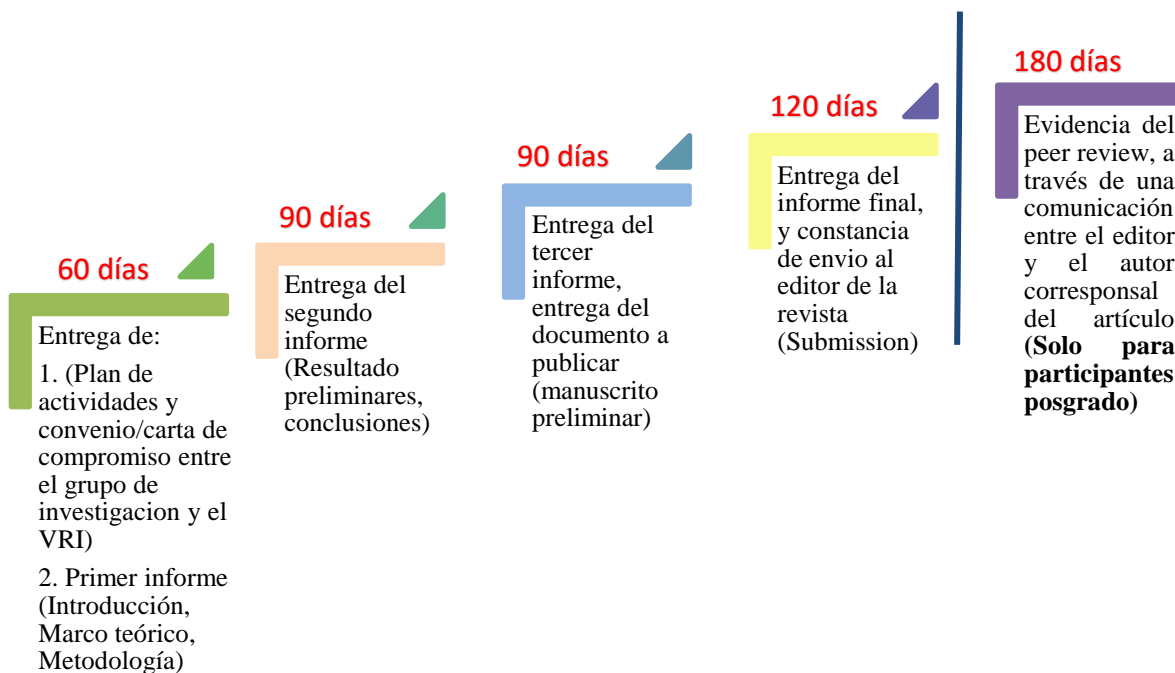 60 días
Entrega de:
1. (Plan de
actividades y
convenio/carta de
compromiso entre
el grupo de
investigacion y el
VRI)
2. Primer informe
(Introducción,
Marco teórico,
Metodología)
90 días
Entrega del
segundo
informe
(Resultado
preliminares,
conclusiones)
90 días
Entrega del
tercer
informe,
entrega del
documento a
publicar
(manuscrito
preliminar)
120 días
Entrega del
informe final,
y constancia
de envio al
editor de la
revista
(Submission)
180 días
Evidencia del
peer review, a
través de una
comunicación
entre el editor
y el autor
corresponsal
del artículo
(Solo para
participantes
posgrado)